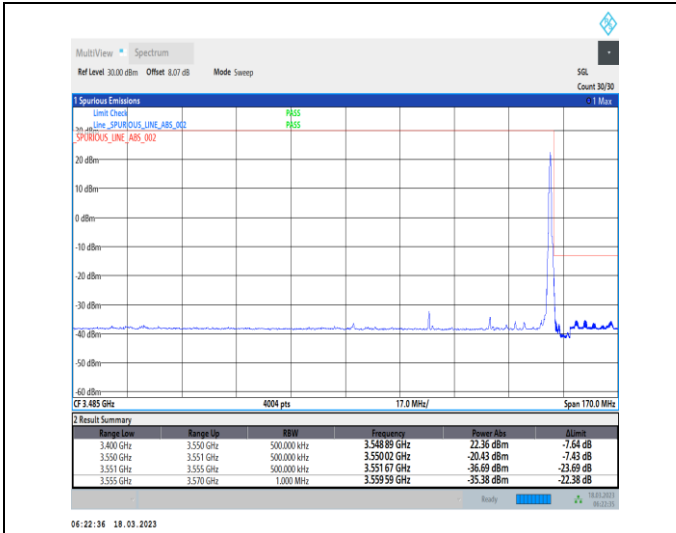 MultiView Spectrum
Ref Level 30.00 dBm Offset 8.07 dB Mode Sweep SGL
Count 30/30
1 Spurious Emissions 1 Max
Limit Check PASS
Line _SPURIOUS_LINE_ABS_002 PASS
30 dBm
_SPURIOUS_LINE_ABS_002
20 dBm
10 dBm
0 dBm
-10 dBm
-20 dBm
-30 dBm
-40 dBm
-50 dBm
-60 dBm
CF 3.485 GHz 4004 pts 17.0 MHz/ Span 170.0 MHz
2 Result Summary
Range Low Range Up RBW Frequency Power Abs ΔLimit
3.400 GHz 3.550 GHz 500.000 kHz 3.548 89 GHz 22.36 dBm -7.64 dB
3.550 GHz 3.551 GHz 500.000 kHz 3.550 02 GHz -20.43 dBm -7.43 dB
3.551 GHz 3.555 GHz 500.000 kHz 3.551 67 GHz -36.69 dBm -23.69 dB
3.555 GHz 3.570 GHz 1.000 MHz 3.559 59 GHz -35.38 dBm -22.38 dB
Ready 18.03.2023
06:22:35
06:22:36 18.03.2023